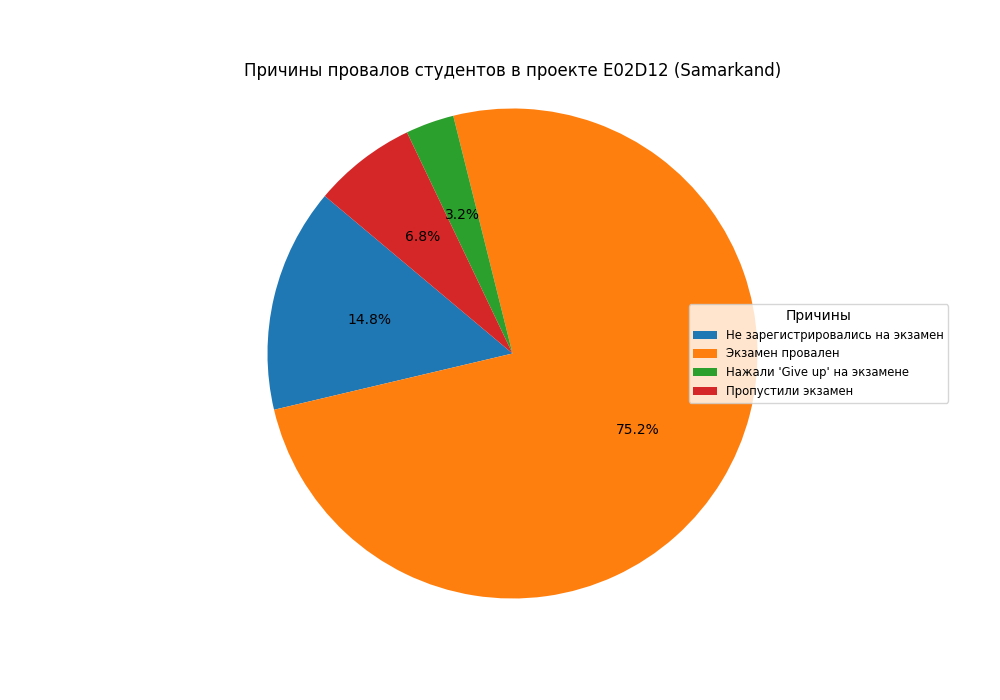 Причины провалов студентов в проекте E02D12 (Samarkand)
3.2%
6.8%
14.8%
75.2%
Причины
Не зарегистрировались на экзамен
Экзамен провален
Нажали 'Give up' на экзамене
Пропустили экзамен